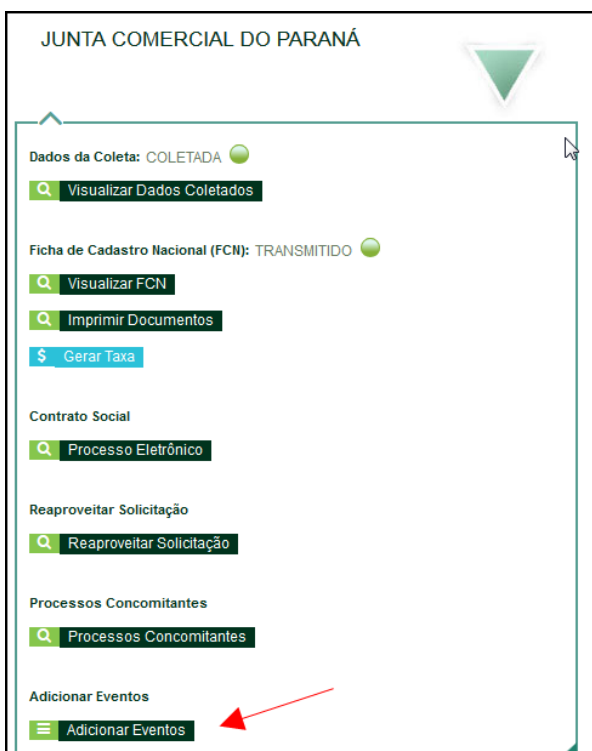 JUNTA COMERCIAL DO PARANÁ
Dados da Coleta: COLETADA
Visualizar Dados Coletados
Ficha de Cadastro Nacional (FCN): TRANSMITIDO
Visualizar FCN
Imprimir Documentos
$ Gerar Taxa
Contrato Social
Processo Eletrônico
Reaproveitar Solicitação
Reaproveitar Solicitação
Processos Concomitantes
Processos Concomitantes
Adicionar Eventos
Adicionar Eventos